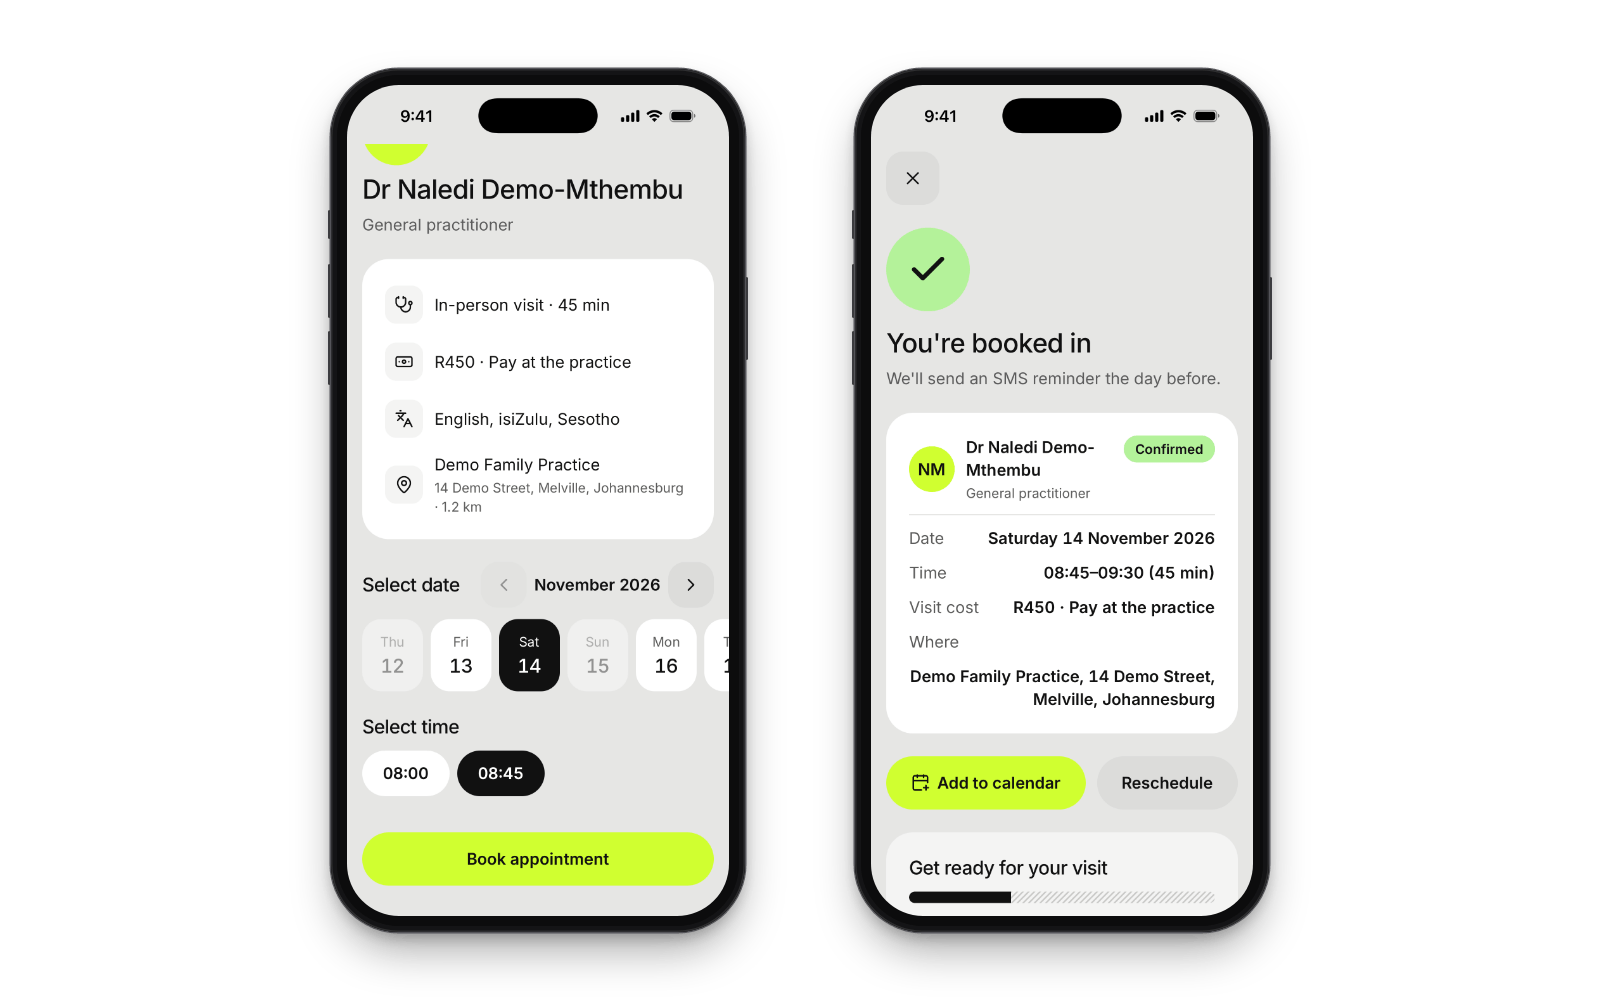 9:41
Dr Naledi Demo-Mthembu
General practitioner
In-person visit · 45 min
R450 · Pay at the practice
English, isiZulu, Sesotho
Demo Family Practice
14 Demo Street, Melville, Johannesburg
· 1.2 km
Select date
November 2026
Thu Fri Sat Sun Mon
12 13 14 15 16
Select time
08:00 08:45
Book appointment
9:41
You're booked in
We'll send an SMS reminder the day before.
NM
Dr Naledi Demo-
Mthembu
General practitioner
Confirmed
Date Saturday 14 November 2026
Time 08:45–09:30 (45 min)
Visit cost R450 · Pay at the practice
Where
Demo Family Practice, 14 Demo Street,
Melville, Johannesburg
Add to calendar
Reschedule
Get ready for your visit